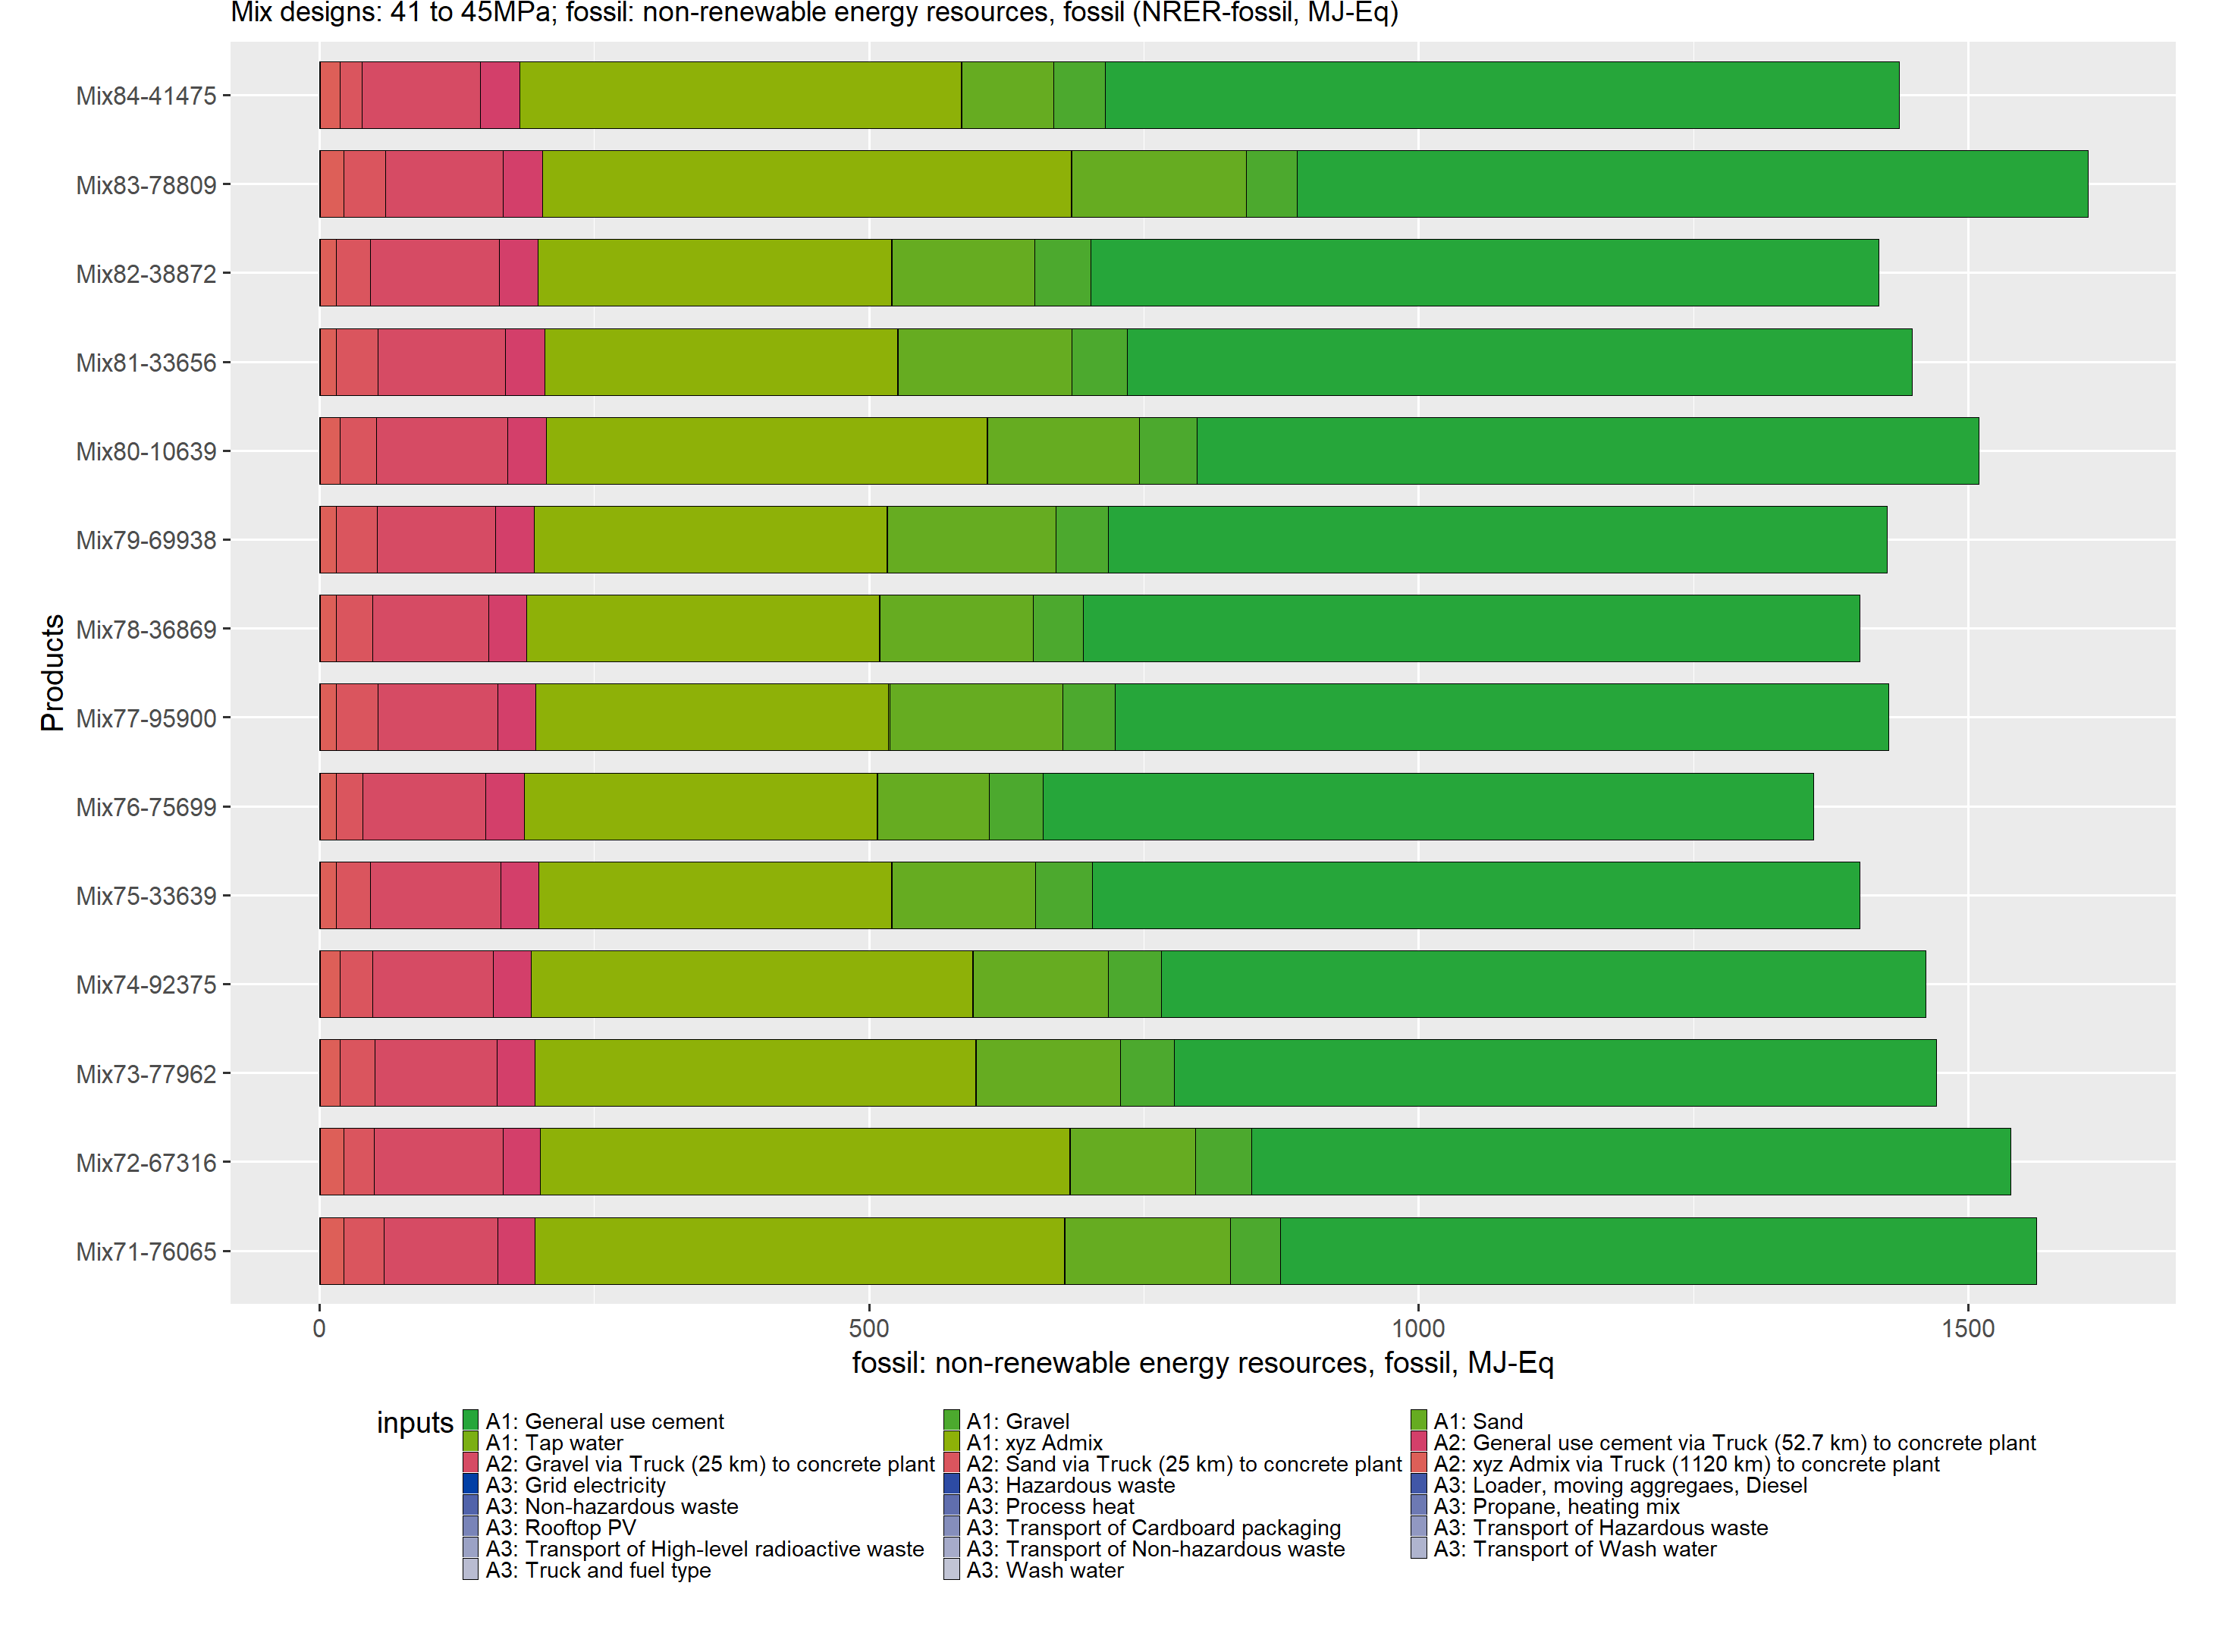 Mix designs: 41 to 45MPa; fossil: non-renewable energy resources, fossil (NRER-fossil, MJ-Eq)
Products
Mix84-41475
Mix83-78809
Mix82-38872
Mix81-33656
Mix80-10639
Mix79-69938
Mix78-36869
Mix77-95900
Mix76-75699
Mix75-33639
Mix74-92375
Mix73-77962
Mix72-67316
Mix71-76065
0 500 1000 1500
fossil: non-renewable energy resources, fossil, MJ-Eq
inputs
A1: General use cement A1: Gravel A1: Sand
A1: Tap water A1: xyz Admix A2: General use cement via Truck (52.7 km) to concrete plant
A2: Gravel via Truck (25 km) to concrete plant A2: Sand via Truck (25 km) to concrete plant A2: xyz Admix via Truck (1120 km) to concrete plant
A3: Grid electricity A3: Hazardous waste A3: Loader, moving aggregaes, Diesel
A3: Non-hazardous waste A3: Process heat A3: Propane, heating mix
A3: Rooftop PV A3: Transport of Cardboard packaging A3: Transport of Hazardous waste
A3: Transport of High-level radioactive waste A3: Transport of Non-hazardous waste A3: Transport of Wash water
A3: Truck and fuel type A3: Wash water